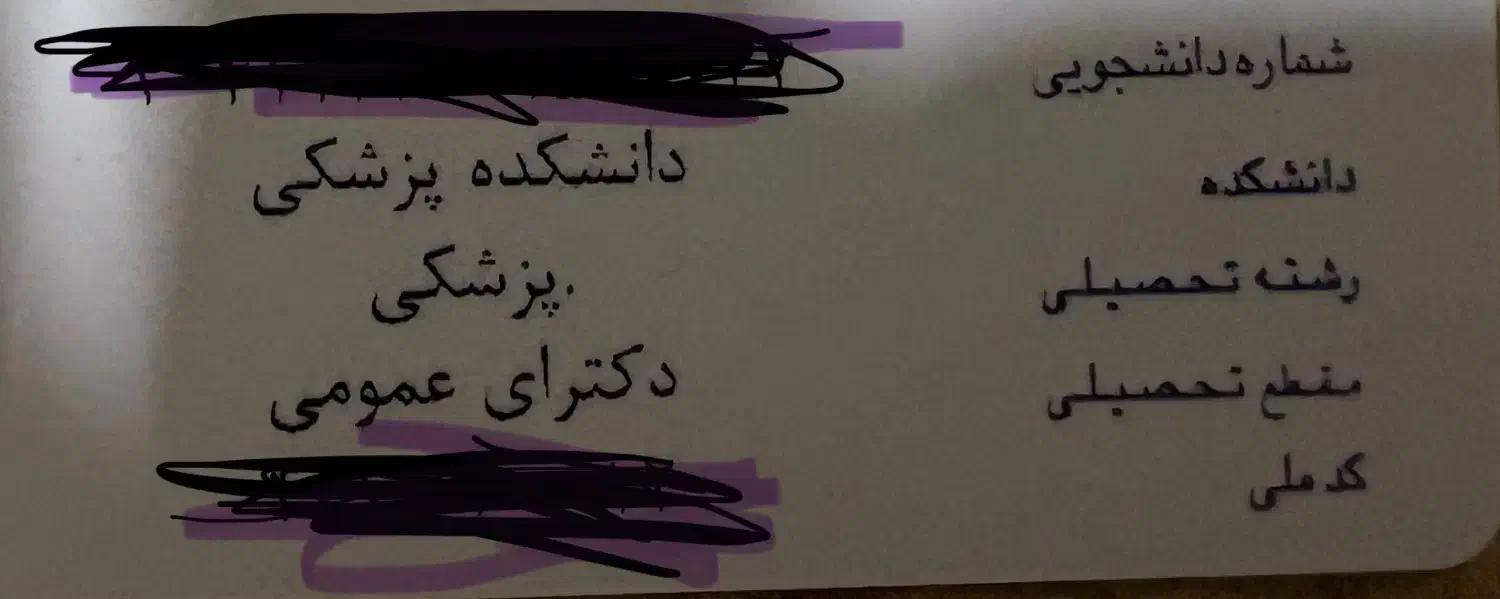 شماره دانشجویی
دانشکده دانشکده پزشکی
رشته تحصیلی .پزشکی
مقطع تحصیلی دکترای عمومی
کد ملی